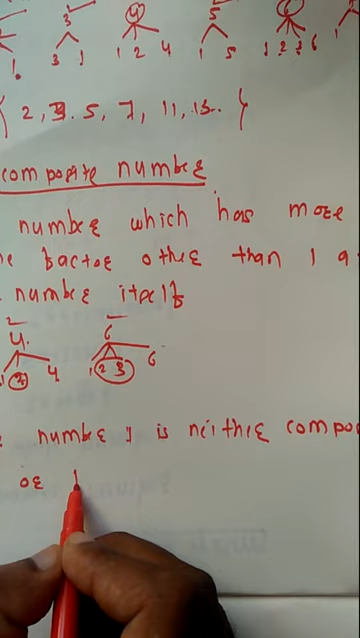 3 4 5 6
1. 3 1 1 2 4 1 5 1 2 3 6
{ 2, 3. 5, 7, 11, 13. }
composite number
number which has more
factor other than 1 a
number itself
4. 6
2 4 1 2 3 6
number 1 is neither compo
or